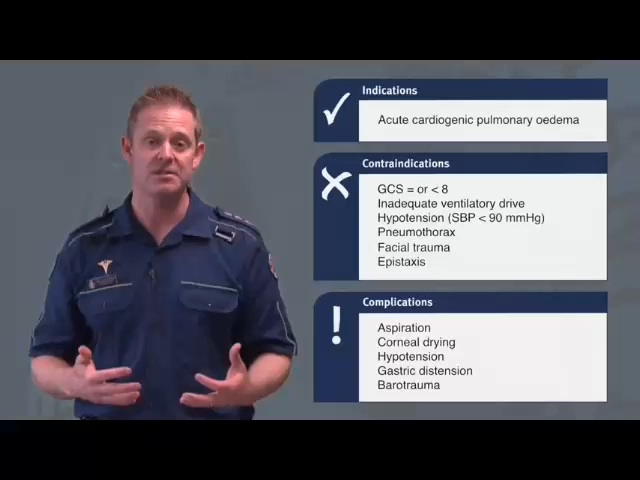 Indications
Acute cardiogenic pulmonary oedema
Contraindications
GCS = or < 8
Inadequate ventilatory drive
Hypotension (SBP < 90 mmHg)
Pneumothorax
Facial trauma
Epistaxis
!
Complications
Aspiration
Corneal drying
Hypotension
Gastric distension
Barotrauma